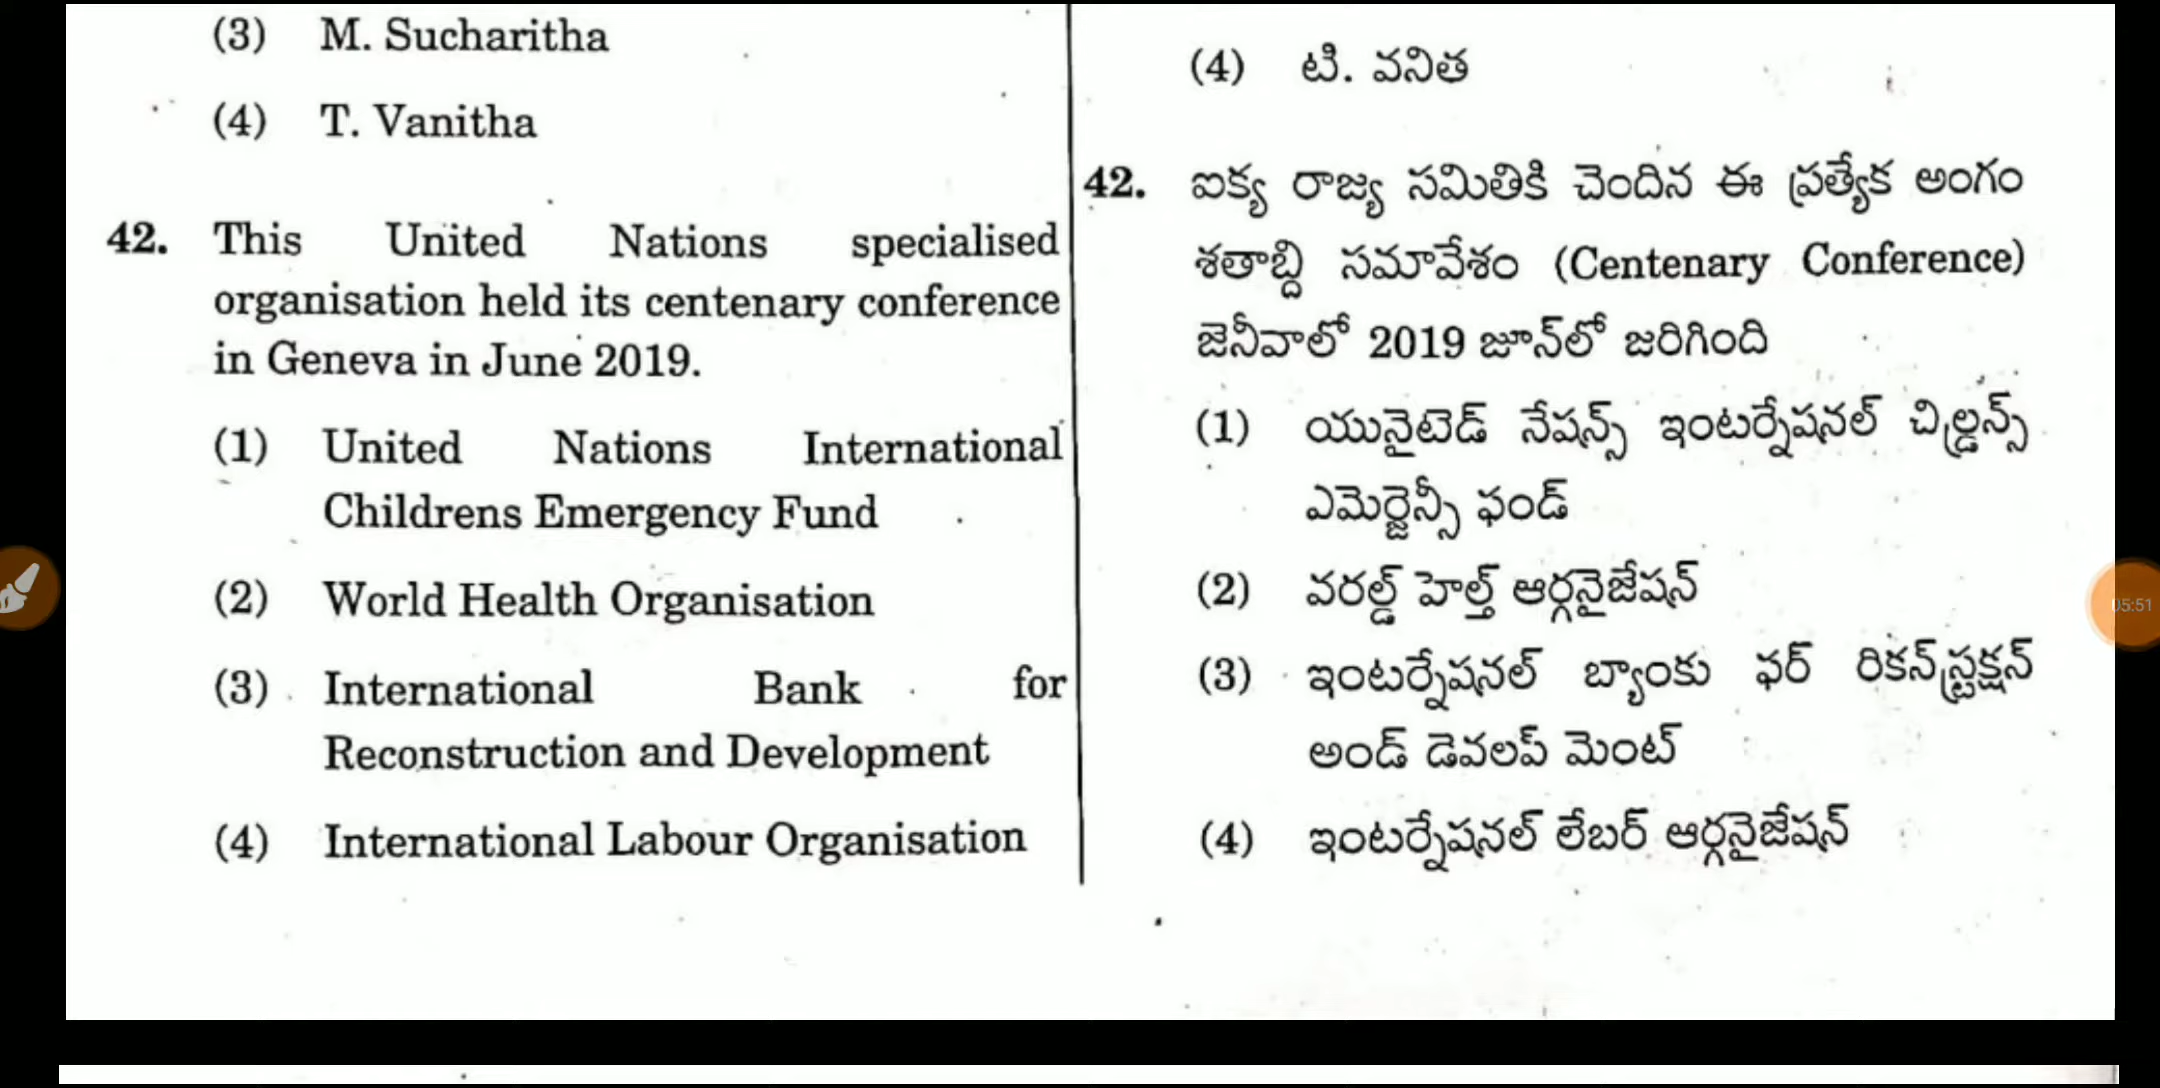 (3) M. Sucharitha
(4) T. Vanitha
42. This United Nations specialised
organisation held its centenary conference
in Geneva in June 2019.
(1) United Nations International
Childrens Emergency Fund
(2) World Health Organisation
(3) International Bank for
Reconstruction and Development
(4) International Labour Organisation
(4) టి. వనిత
42. ఐక్య రాజ్య సమితికి చెందిన ఈ ప్రత్యేక అంగం
శతాబ్ది సమావేశం (Centenary Conference)
జెనీవాలో 2019 జూన్‌లో జరిగింది
(1) యునైటెడ్ నేషన్స్ ఇంటర్నేషనల్ చిల్డ్రన్స్
ఎమెర్జెన్సీ ఫండ్
(2) వరల్డ్ హెల్త్ ఆర్గనైజేషన్
(3) ఇంటర్నేషనల్ బ్యాంకు ఫర్ రికన్‌స్ట్రక్షన్
అండ్ డెవలప్ మెంట్
(4) ఇంటర్నేషనల్ లేబర్ ఆర్గనైజేషన్
05:51